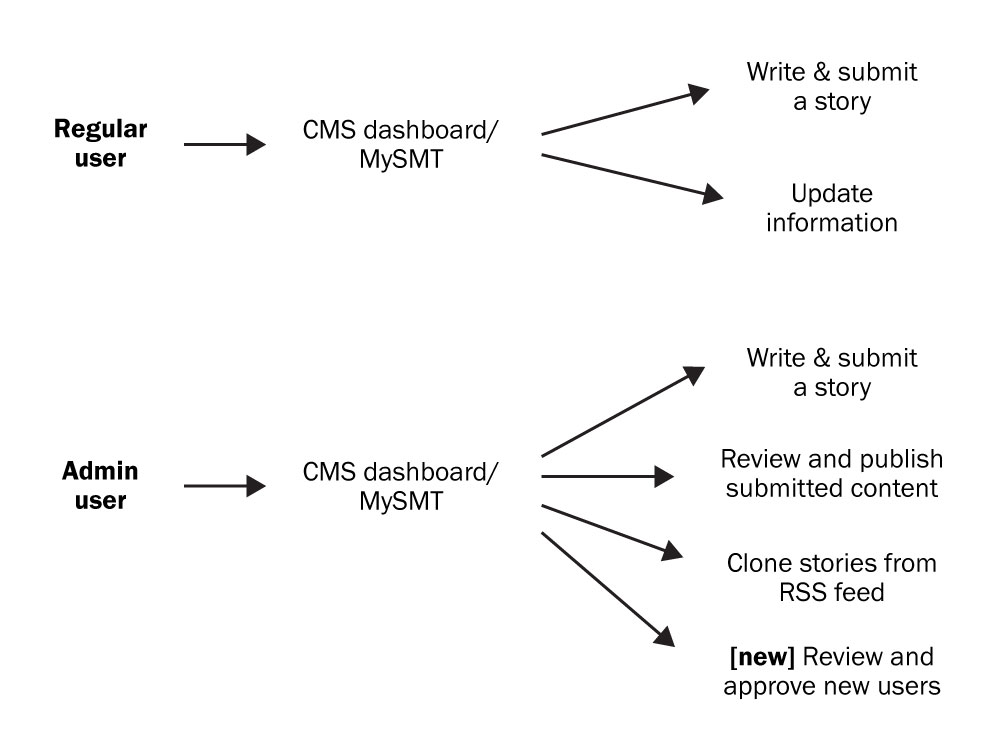 Regular
user
CMS dashboard/
MySMT
Write & submit
a story
Update
information
Admin
user
CMS dashboard/
MySMT
Write & submit
a story
Review and publish
submitted content
Clone stories from
RSS feed
[new] Review and
approve new users